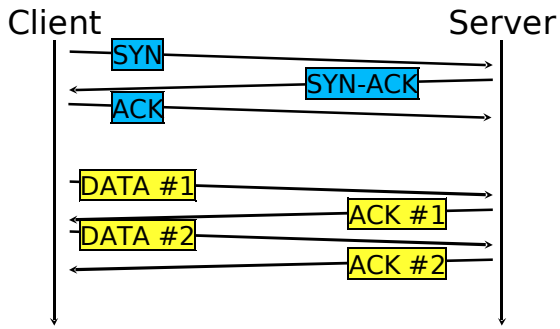 Client Server
SYN
SYN-ACK
ACK
DATA #1
ACK #1
DATA #2
ACK #2